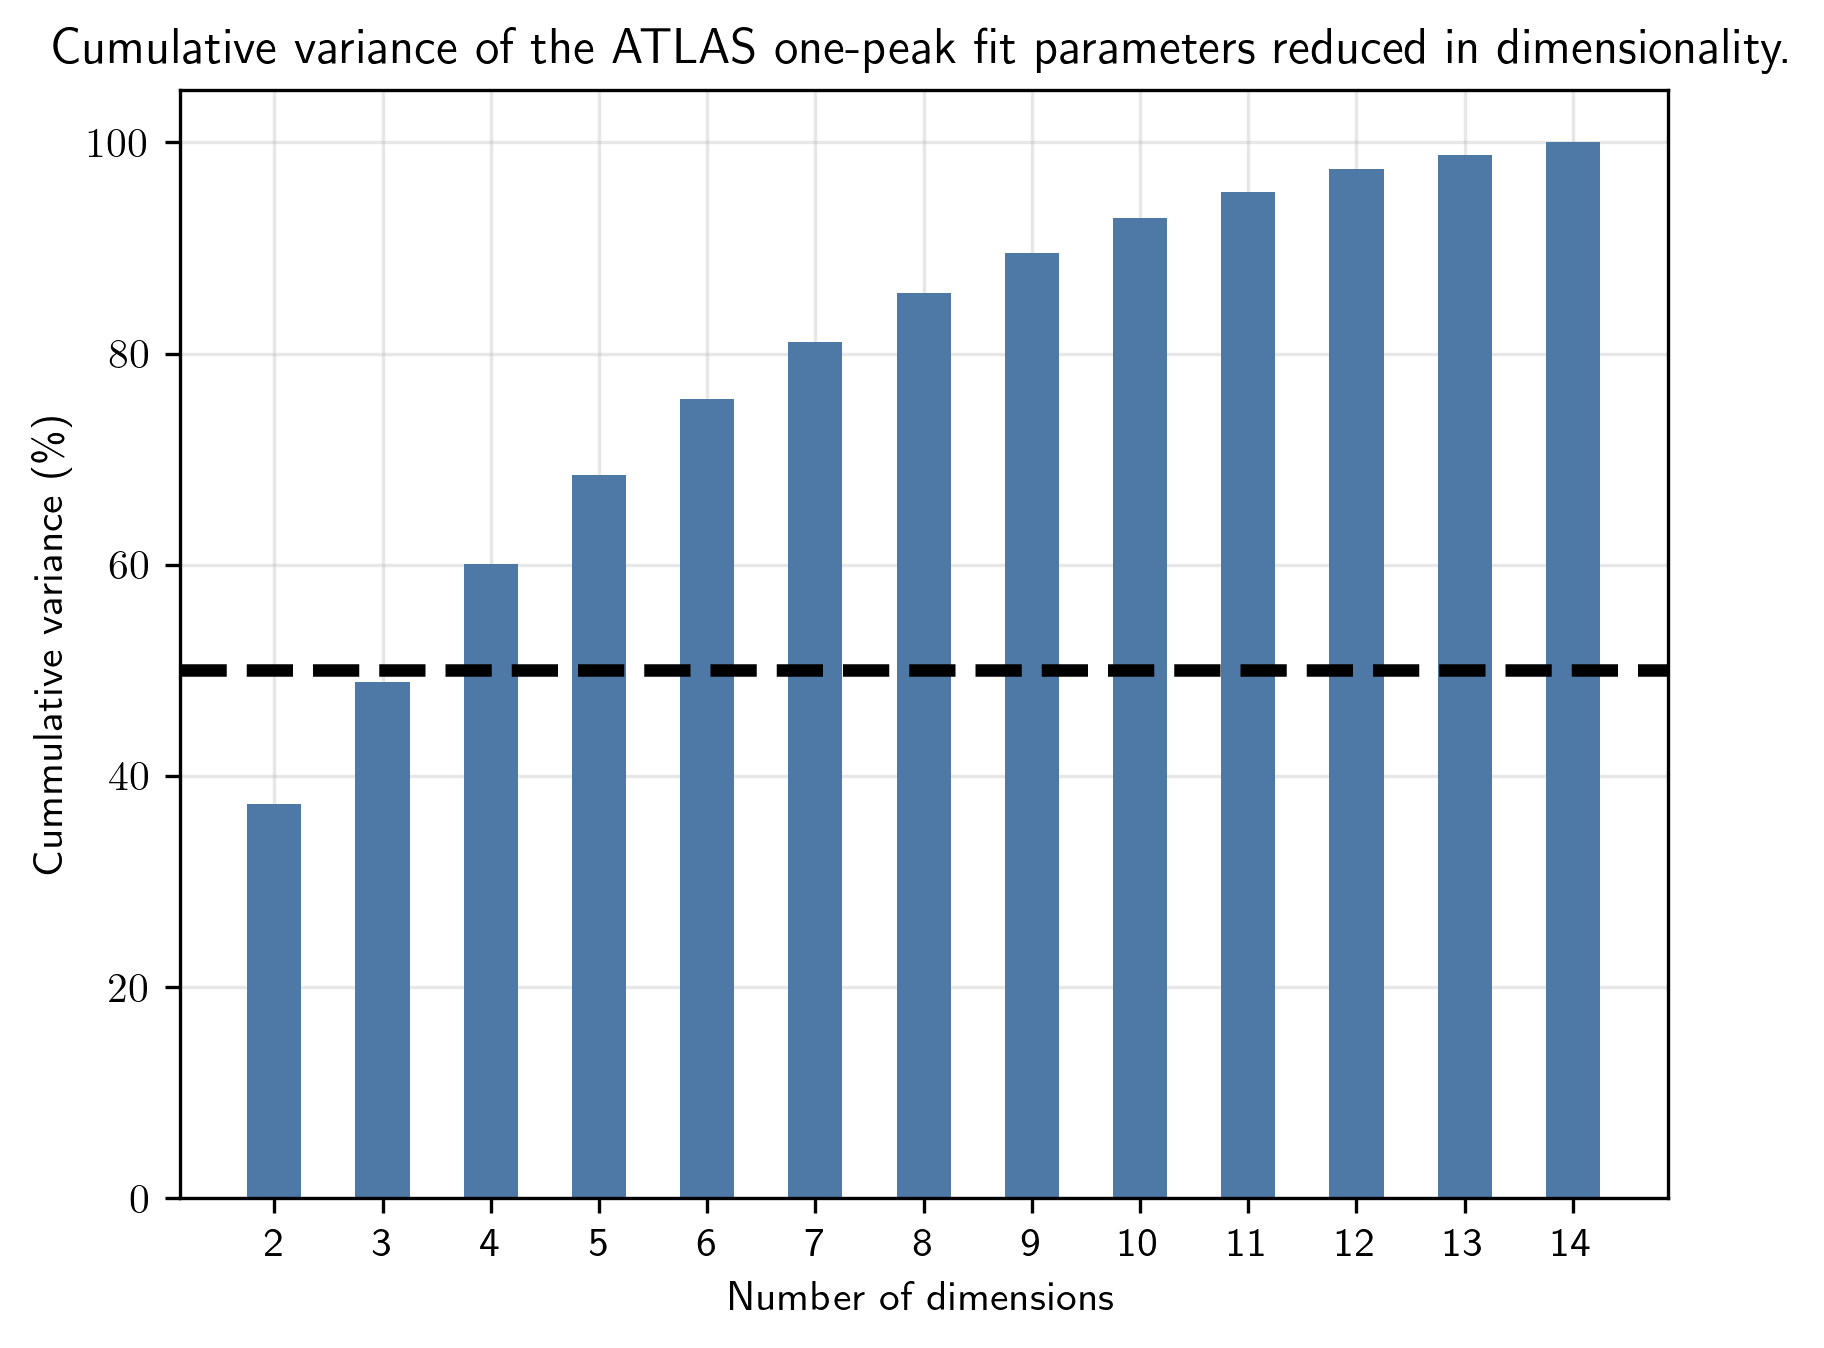 Cumulative variance of the ATLAS one-peak fit parameters reduced in dimensionality.
Cummulative variance (%)
100
80
60
40
20
0
2 3 4 5 6 7 8 9 10 11 12 13 14
Number of dimensions